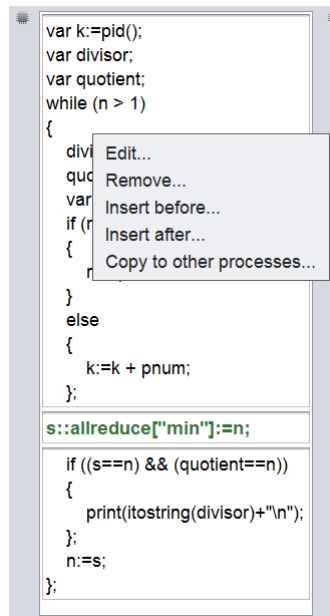 var k:=pid();
var divisor;
var quotient;
while (n > 1)
{
divi
quo
var
if (n
{
}
else
{
k:=k + pnum;
};
Edit...
Remove...
Insert before...
Insert after...
Copy to other processes...
s::allreduce["min"]:=n;
if ((s==n) && (quotient==n))
{
print(itostring(divisor)+"\n");
};
n:=s;
};